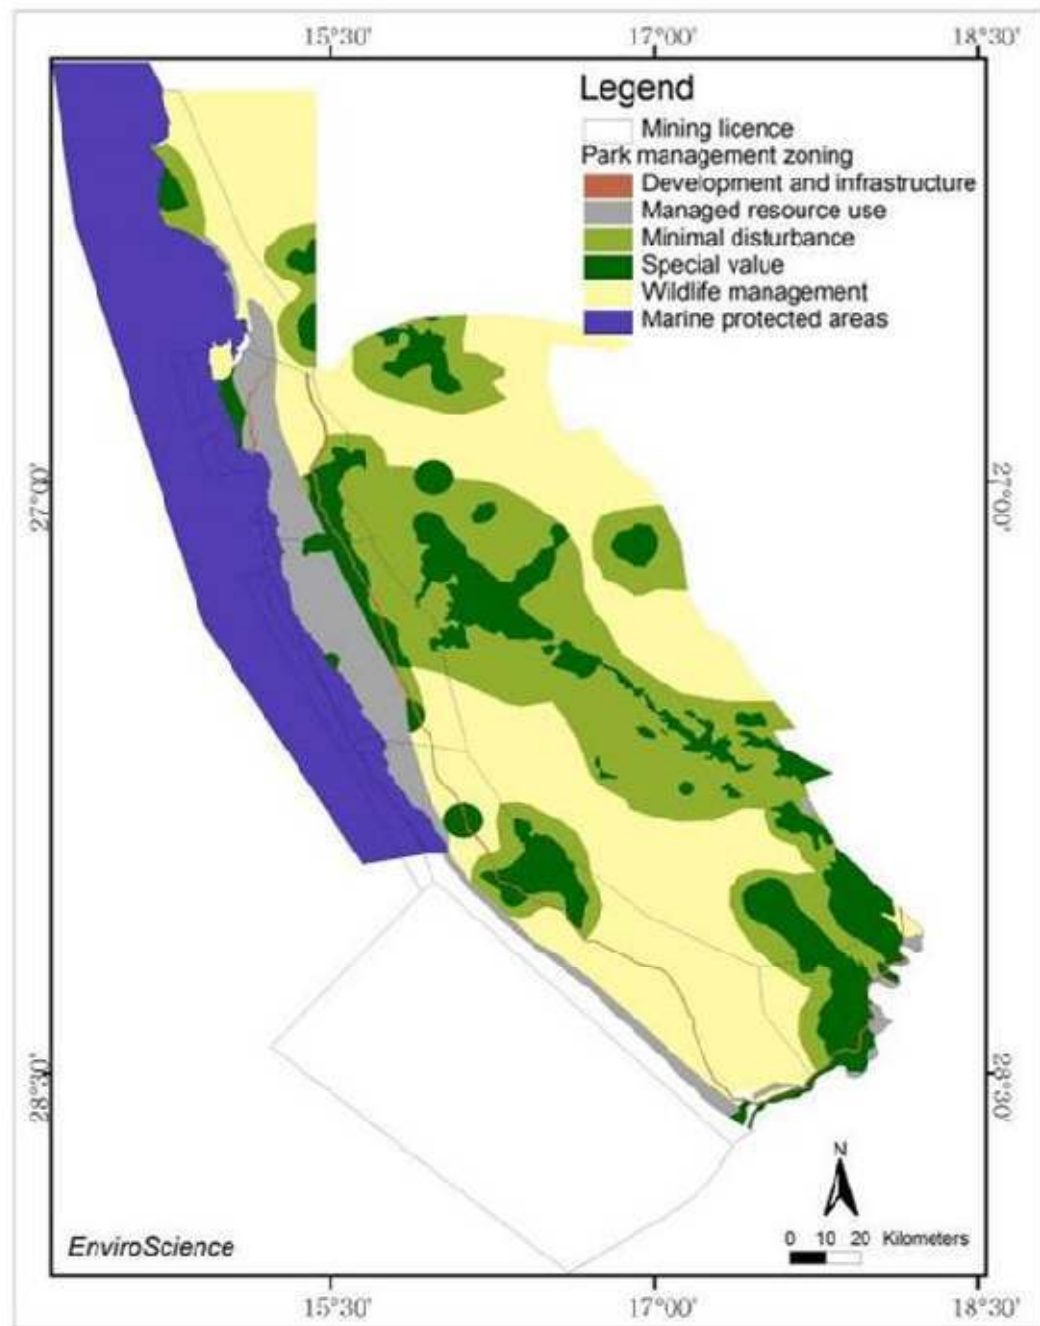 15°30' 17°00' 18°30'
Legend
Mining licence
Park management zoning
Development and infrastructure
Managed resource use
Minimal disturbance
Special value
Wildlife management
Marine protected areas
27°00' 27°00'
28°30' 28°30'
N
0 10 20 Kilometers
EnviroScience
15°30' 17°00' 18°30'